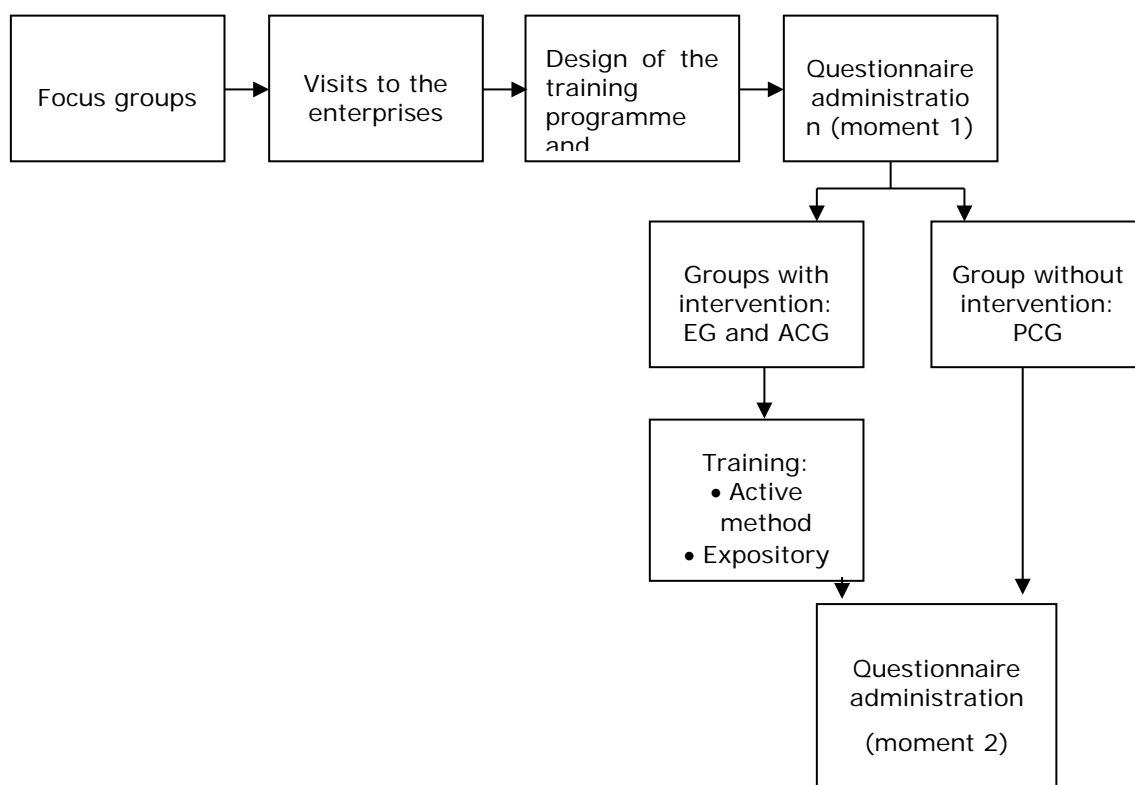 Focus groups
Visits to the
enterprises
Design of the
training
programme
and
Questionnaire
administratio
n (moment 1)
Groups with
intervention:
EG and ACG
Group without
intervention:
PCG
Training:
• Active
method
• Expository
Questionnaire
administration
(moment 2)